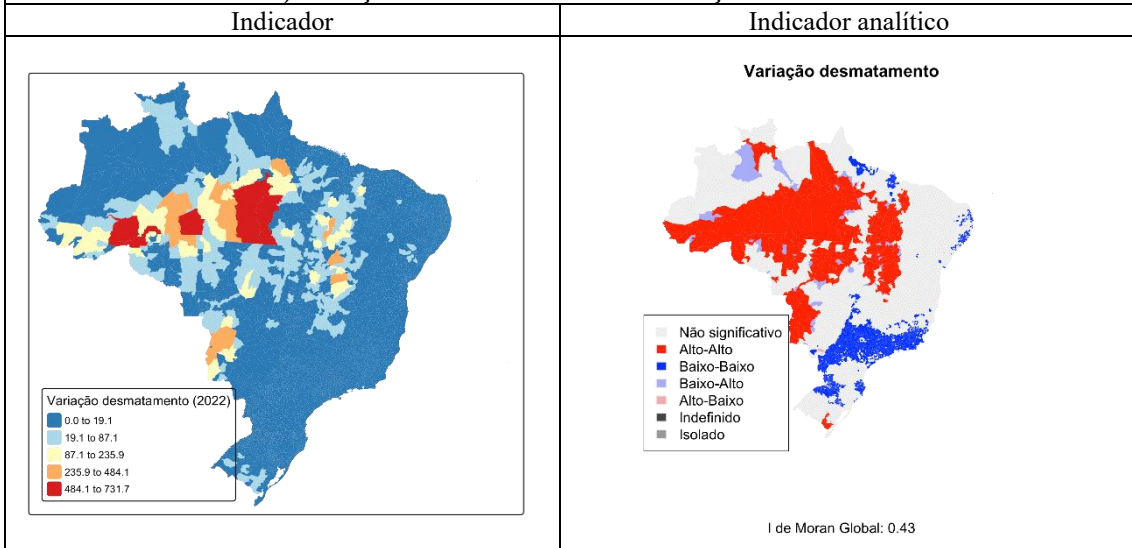 Indicador
Indicador analítico
Variação desmatamento
Variação desmatamento (2022)
0.0 to 19.1
19.1 to 87.1
87.1 to 235.9
235.9 to 484.1
484.1 to 731.7
Não significativo
Alto-Alto
Baixo-Baixo
Baixo-Alto
Alto-Baixo
Indefinido
Isolado
I de Moran Global: 0.43